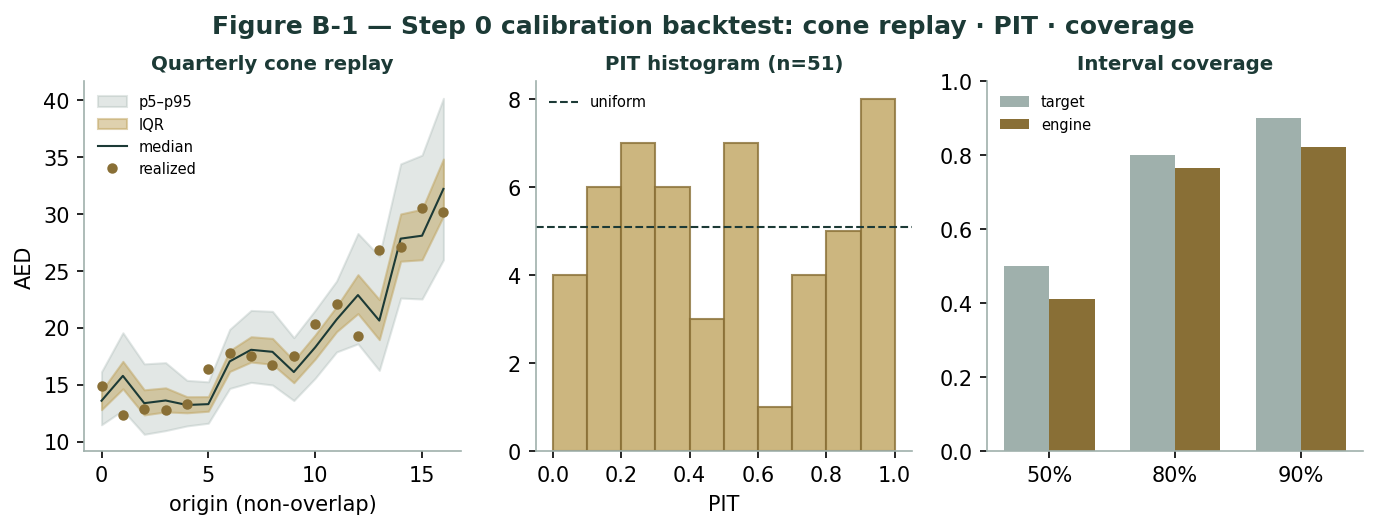 Figure B-1 — Step 0 calibration backtest: cone replay · PIT · coverage
Quarterly cone replay
p5–p95
IQR
median
realized
40
35
30
25
20
15
10
AED
0
5
10
15
origin (non-overlap)
PIT histogram (n=51)
uniform
8
6
4
2
0
0.0
0.2
0.4
0.6
0.8
1.0
PIT
Interval coverage
target
engine
1.0
0.8
0.6
0.4
0.2
0.0
50%
80%
90%